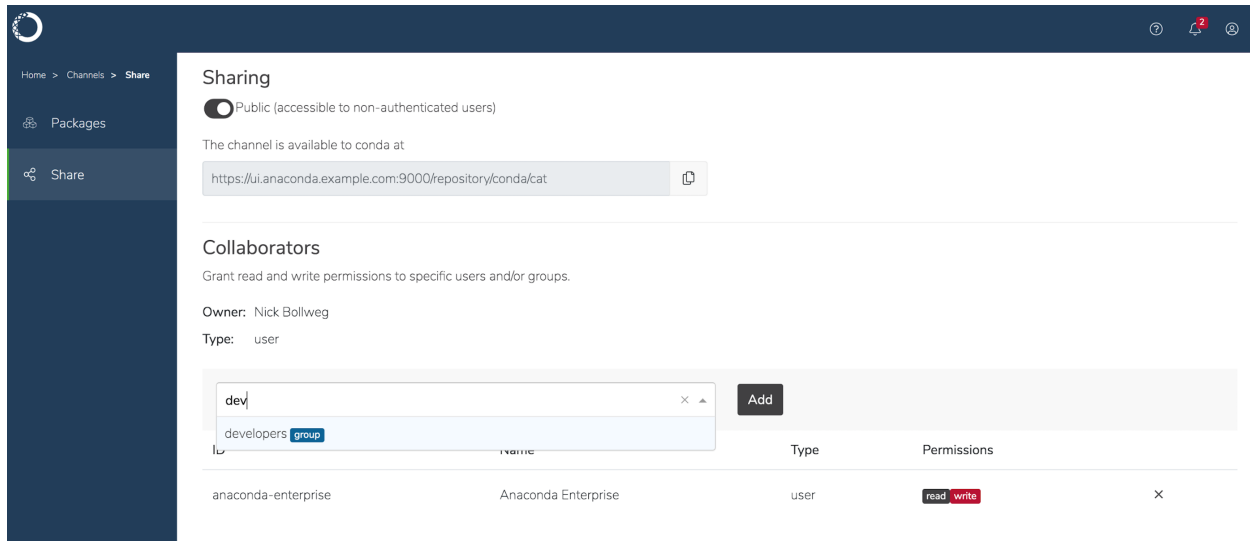 2
Home > Channels > Share
Packages
Share
Sharing
Public (accessible to non-authenticated users)
The channel is available to conda at
https://ui.anaconda.example.com:9000/repository/conda/cat
Collaborators
Grant read and write permissions to specific users and/or groups.
Owner: Nick Bollweg
Type: user
dev
Add
developers group
ID Name Type Permissions
anaconda-enterprise Anaconda Enterprise user read write